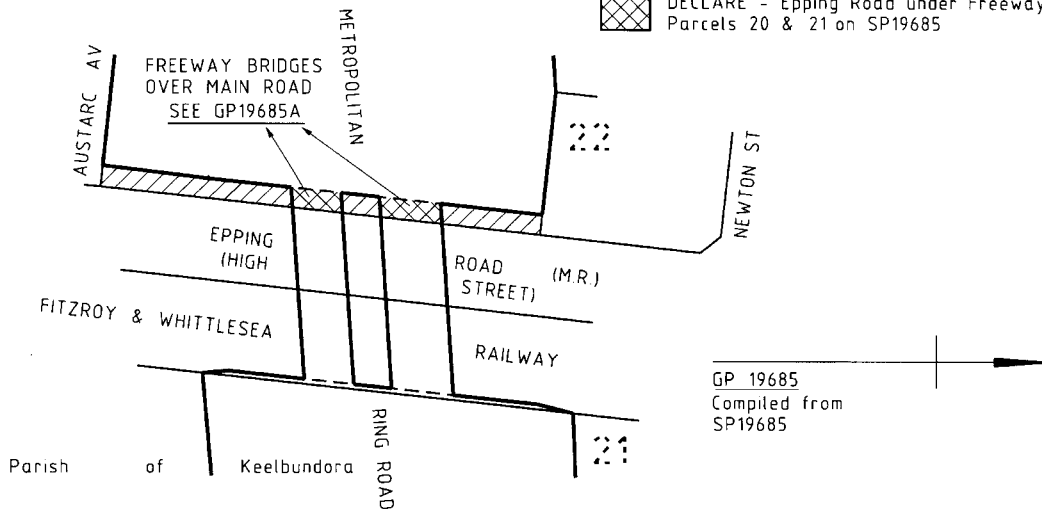 DECLARE - Epping Road under Freeway
Parcels 20 & 21 on SP19685
AUSTARC AV
FREEWAY BRIDGES
OVER MAIN ROAD
SEE GP19685A
METROPOLITAN
22
NEWTON ST
EPPING
(HIGH
ROAD (M.R.)
STREET)
FITZROY & WHITTLESEA
RAILWAY
GP 19685
Compiled from
SP19685
RING ROAD
21
Parish of Keelbundora